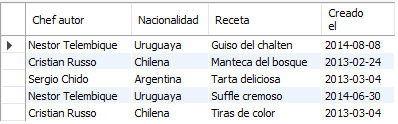 Chef autor Nacionalidad Receta Creado el
Nestor Telembique Uruguaya Guiso del chalten 2014-08-08
Cristian Russo Chilena Manteca del bosque 2013-02-24
Sergio Chido Argentina Tarta deliciosa 2013-03-04
Nestor Telembique Uruguaya Suffle cremoso 2014-06-30
Cristian Russo Chilena Tiras de color 2013-03-04